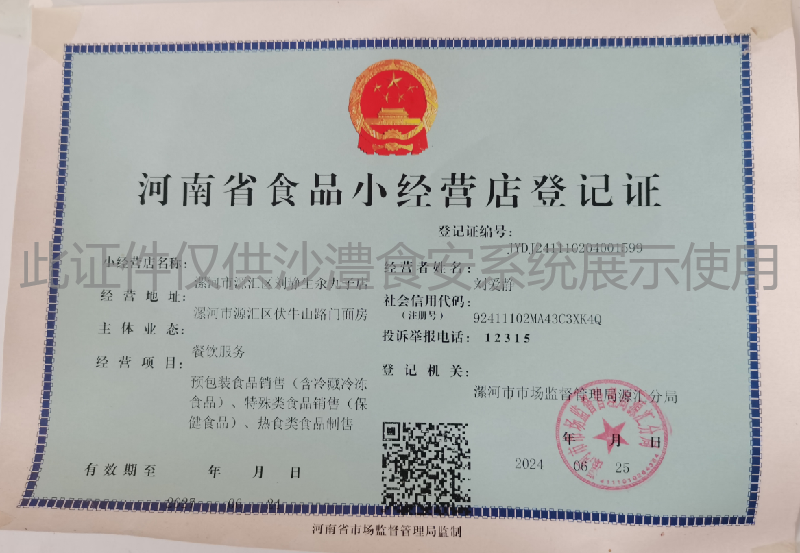 河南省食品小经营店登记证
登记证编号:
JYDJ241110204001599
此证件仅供沙澧食安系统展示使用
小经营店名称:
经营者姓名:
经营地址:
社会信用代码:
(注册号)
漯河市源汇区伏牛山路门面房
92411102MA43C3XK4Q
主体业态:
投诉举报电话: 12315
餐饮服务
经营项目:
登记机关:
预包装食品销售（含冷藏冷冻
食品）、特殊类食品销售（保
健食品）、热食类食品制售
漯河市市场监督管理局源汇分局
年 月 日
2024 06 25
有效期至 年 月 日
河南省市场监督管理局监制